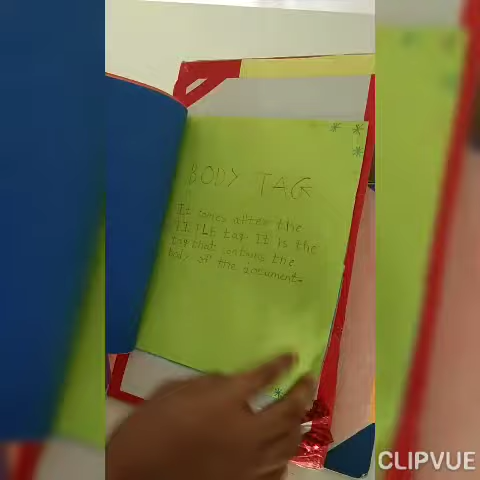 BODY TAG
It comes after the
TITLE tag. It is the
tag that contains the
body of the document.
CLIPVUE